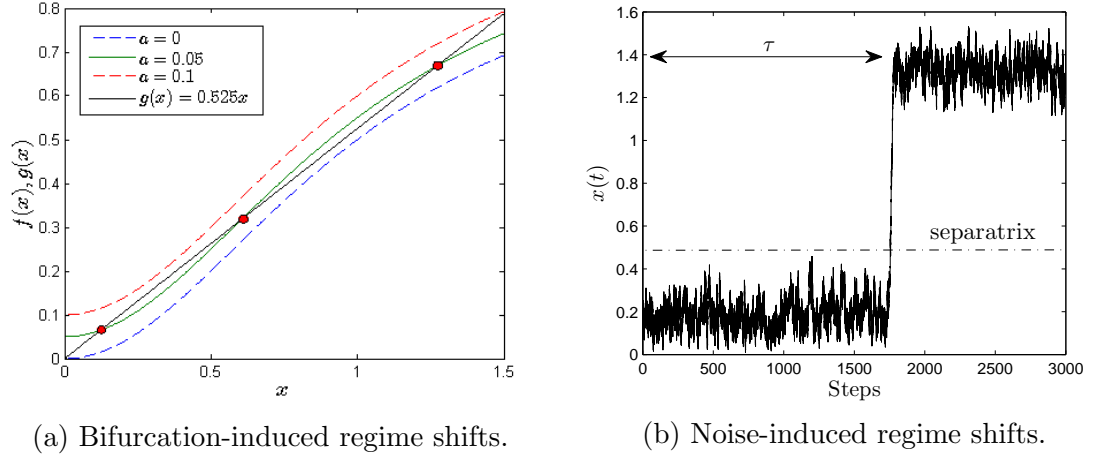 0.8
0.7
0.6
0.5
0.4
0.3
0.2
0.1
0
f(x),g(x)
a = 0
a = 0.05
a = 0.1
g(x) = 0.525x
0 0.5 1 1.5
x
(a) Bifurcation-induced regime shifts.
1.6
1.4
1.2
1
0.8
0.6
0.4
0.2
0
x(t)
τ
separatrix
0 500 1000 1500 2000 2500 3000
Steps
(b) Noise-induced regime shifts.